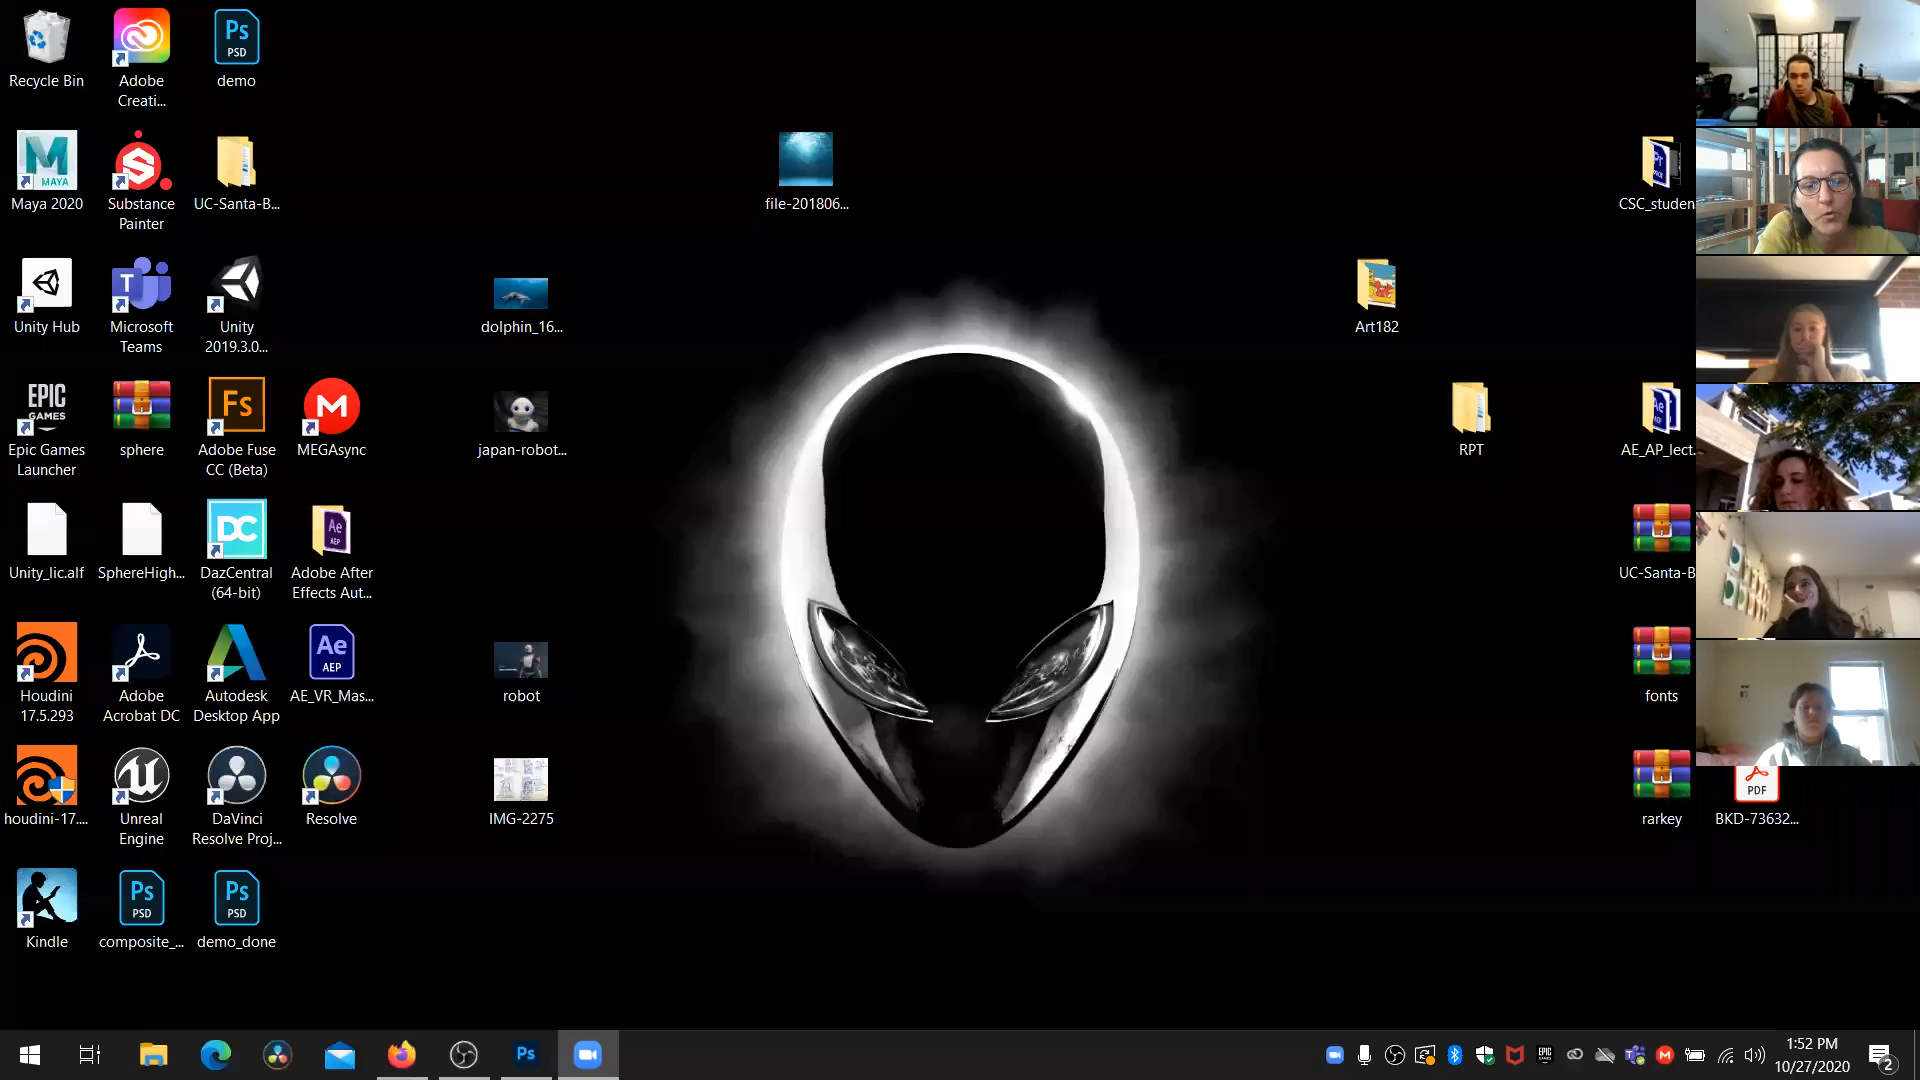 Recycle Bin
Adobe
Creati...
Ps
PSD
demo
MAYA
Maya 2020
Substance
Painter
UC-Santa-B...
file-201806...
CSC_studen
Unity Hub
Microsoft
Teams
Unity
2019.3.0...
dolphin_16...
Art182
EPIC
GAMES
Epic Games
Launcher
sphere
Fs
Adobe Fuse
CC (Beta)
MEGAsync
japan-robot...
RPT
AE_AP_lect.
Unity_lic.alf
SphereHigh...
DC
DazCentral
(64-bit)
Ae
AEP
Adobe After
Effects Aut...
UC-Santa-B
Houdini
17.5.293
Adobe
Acrobat DC
Autodesk
Desktop App
Ae
AEP
AE_VR_Mas...
robot
fonts
houdini-17....
Unreal
Engine
DaVinci
Resolve Proj...
Resolve
IMG-2275
rarkey
PDF
BKD-73632...
Kindle
Ps
PSD
composite_...
Ps
PSD
demo_done
Ps
EPIC
1:52 PM
10/27/2020
2